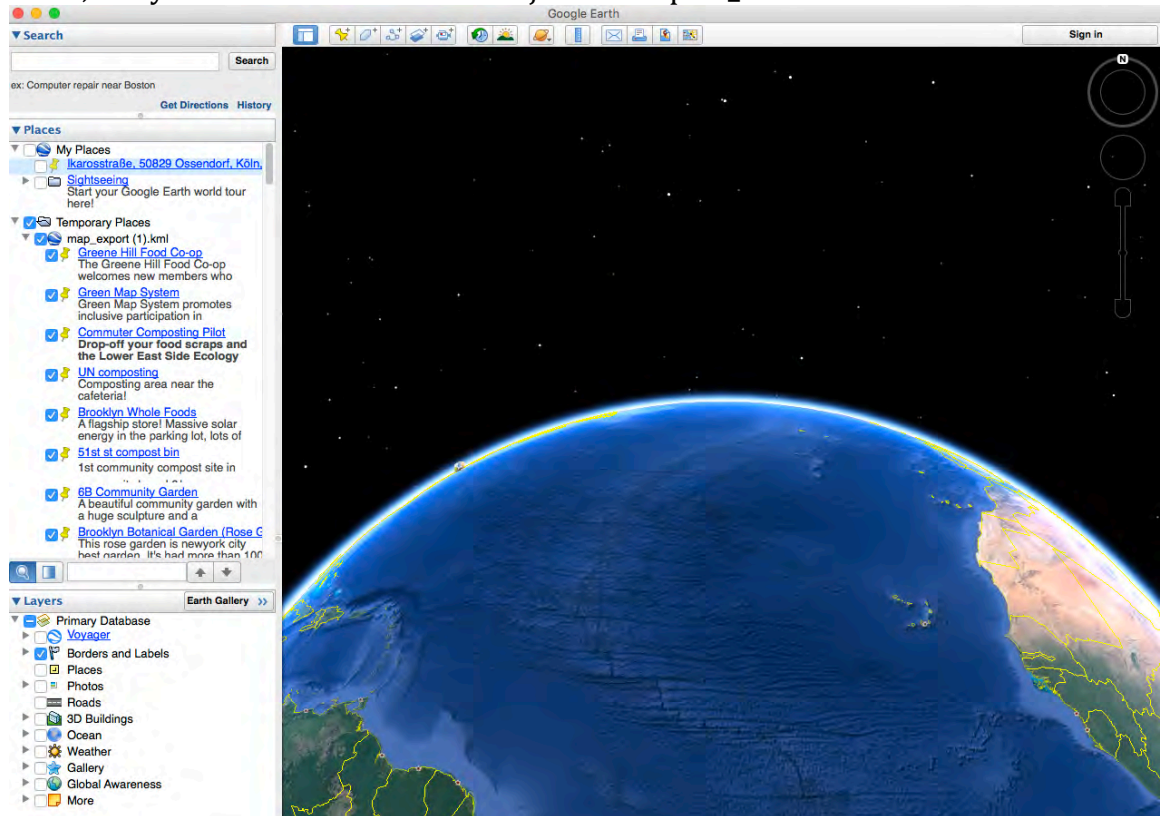 Google Earth
Search
Search
ex: Computer repair near Boston
Get Directions History
Places
My Places
Ikarosstraße, 50829 Ossendorf, Köln,
Sightseeing
Start your Google Earth world tour
here!
Temporary Places
map_export (1).kml
Greene Hill Food Co-op
The Greene Hill Food Co-op
welcomes new members who
Green Map System
Green Map System promotes
inclusive participation in
Commuter Composting Pilot
Drop-off your food scraps and
the Lower East Side Ecology
UN composting
Composting area near the
cafeteria!
Brooklyn Whole Foods
A flagship store! Massive solar
energy in the parking lot, lots of
51st st compost bin
1st community compost site in
6B Community Garden
A beautiful community garden with
a huge sculpture and a
Brooklyn Botanical Garden (Rose G
This rose garden is newyork city
best garden. It's had more than 100
Layers
Earth Gallery >>
Primary Database
Voyager
Borders and Labels
Places
Photos
Roads
3D Buildings
Ocean
Weather
Gallery
Global Awareness
More
Sign in
N